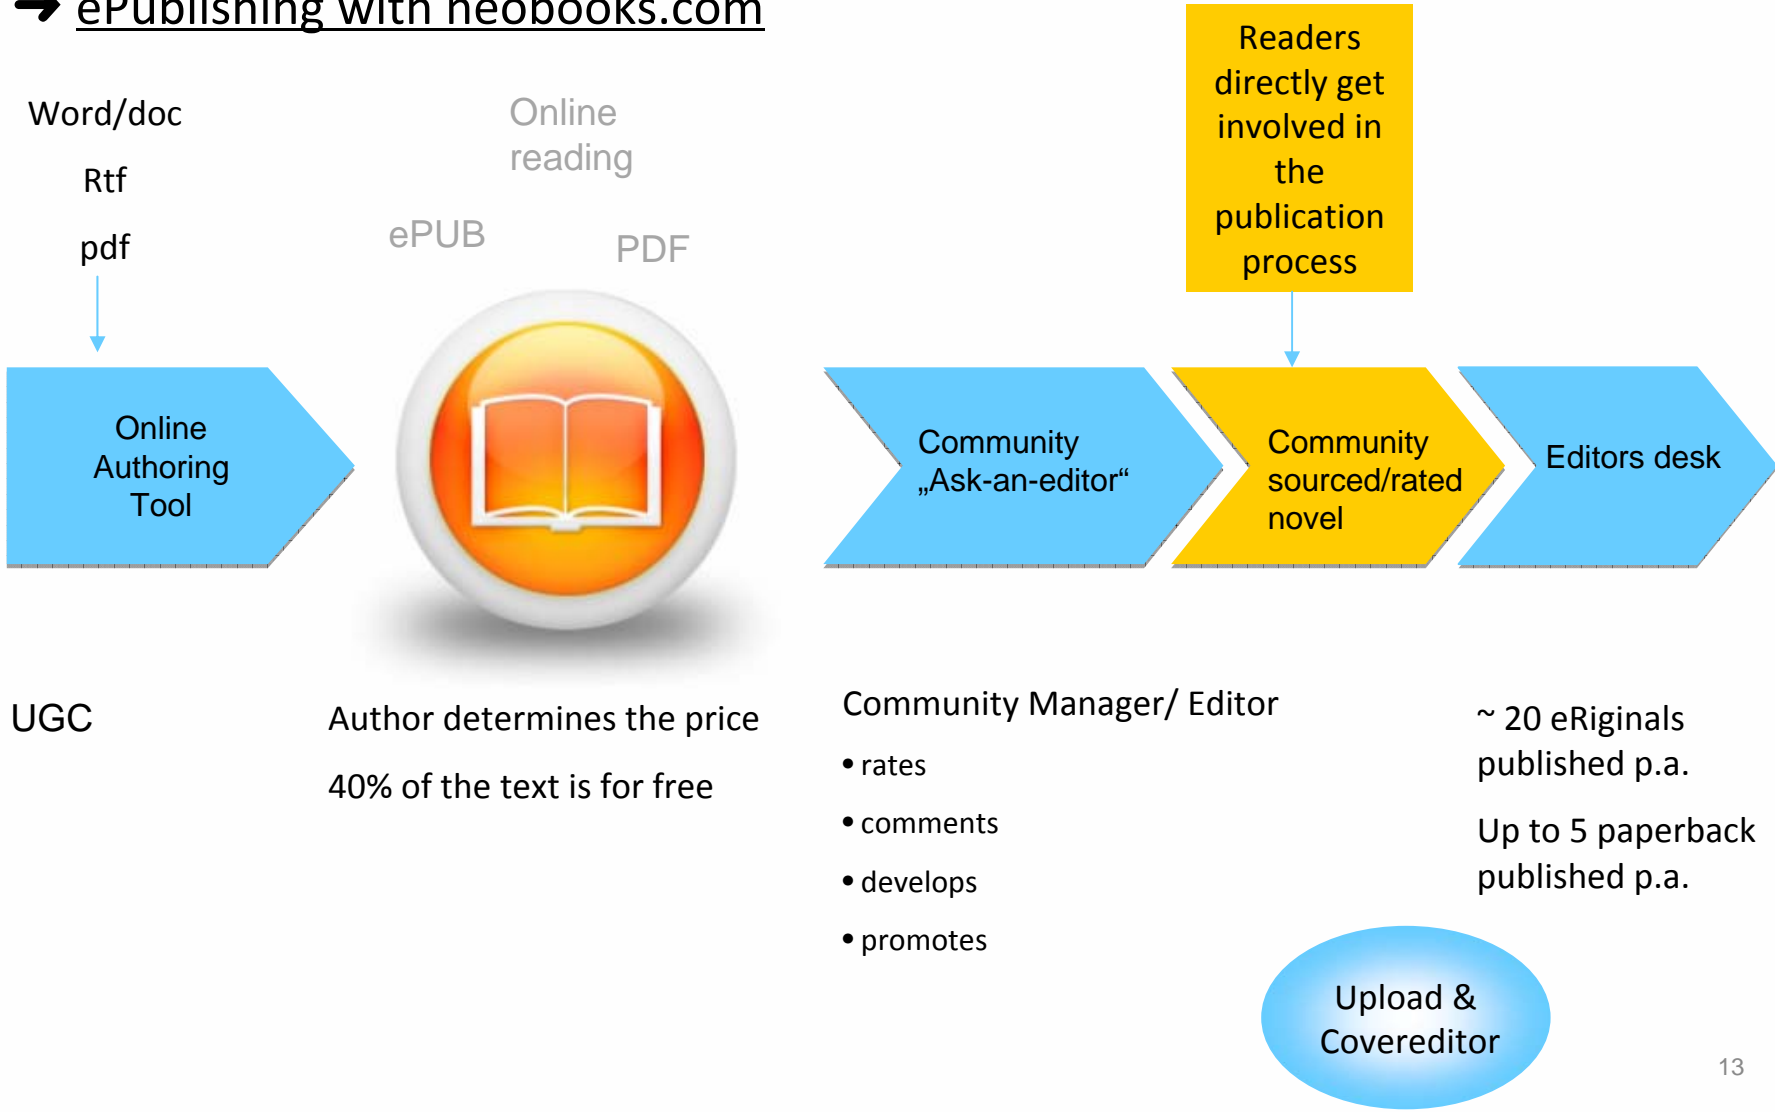 ➔ ePublishing with neobooks.com
Word/doc
Rtf
pdf
Online
reading
ePUB
PDF
Readers
directly get
involved in
the
publication
process
Online
Authoring
Tool
Community
„Ask-an-editor“
Community
sourced/rated
novel
Editors desk
UGC
Author determines the price
40% of the text is for free
Community Manager/ Editor
• rates
• comments
• develops
• promotes
~ 20 eRiginals
published p.a.
Up to 5 paperback
published p.a.
Upload &
Covereditor
13